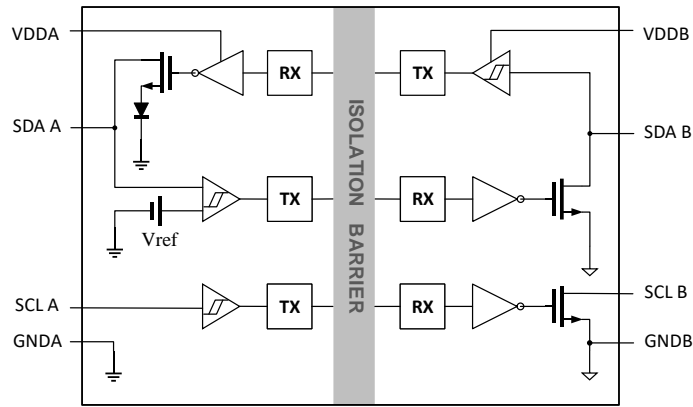 VDDA
VDDB
RX
TX
SDA A
SDA B
ISOLATION BARRIER
TX
RX
Vref
SCL A
TX
RX
SCL B
GNDA
GNDB